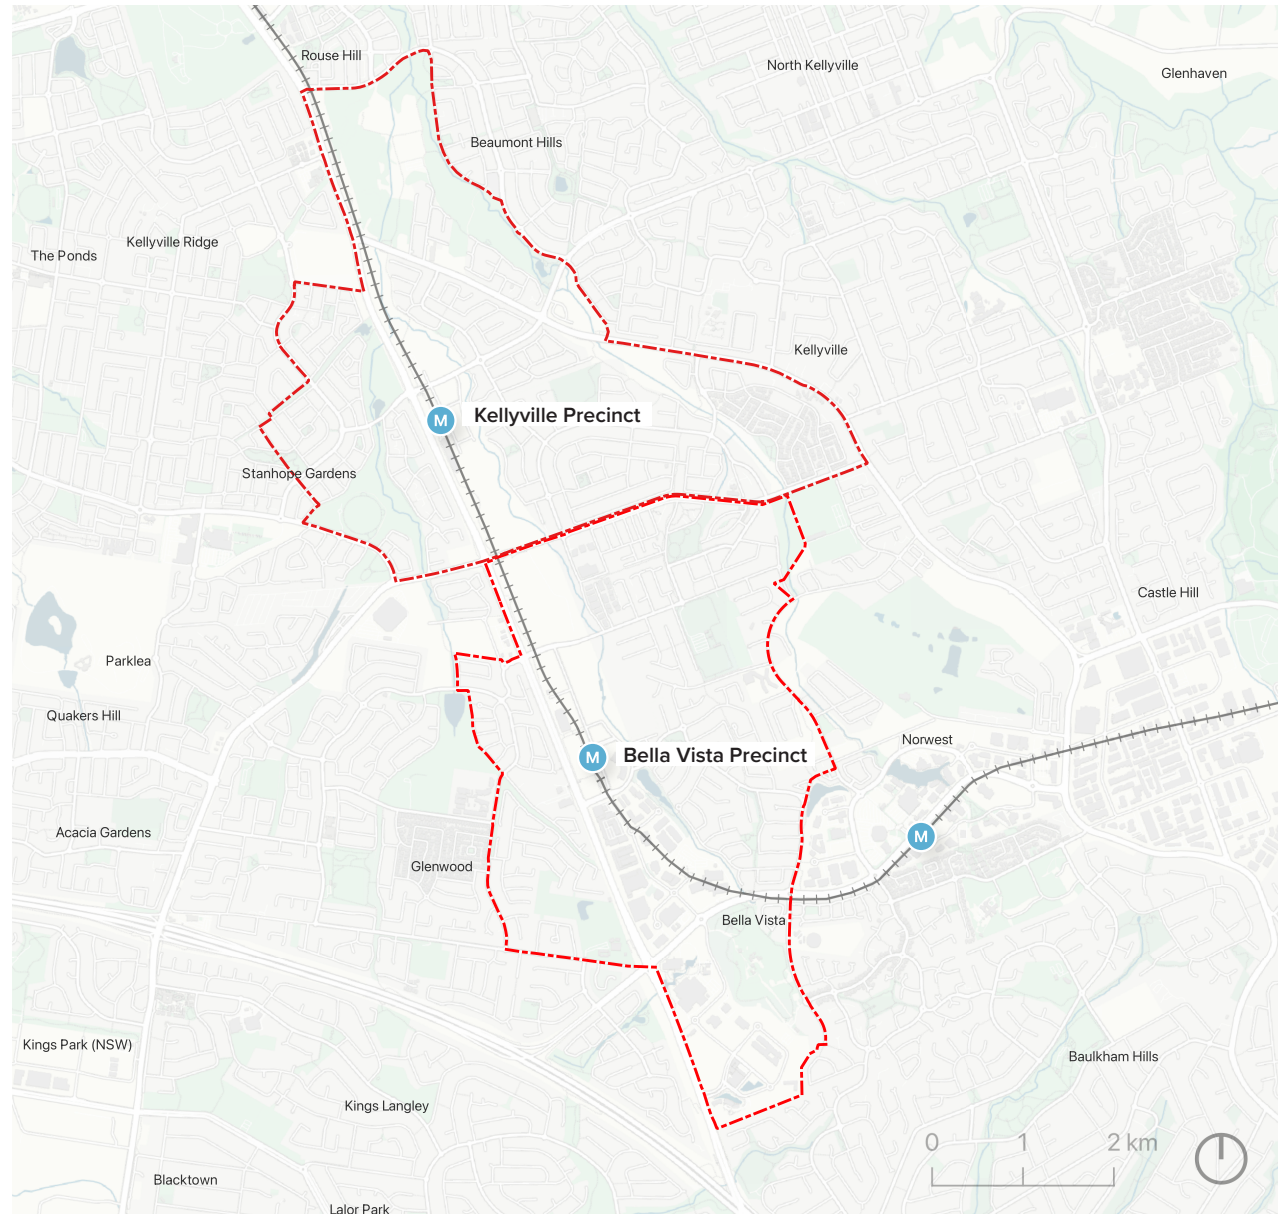 Rouse Hill
North Kellyville
Glenhaven
Beaumont Hills
Kellyville Ridge
The Ponds
Kellyville
M
Kellyville Precinct
Stanhope Gardens
Castle Hill
Parklea
Quakers Hill
Norwest
M
Bella Vista Precinct
Acacia Gardens
M
Glenwood
Bella Vista
Kings Park (NSW)
Baulkham Hills
Kings Langley
0 1 2 km
Blacktown
Lalor Park